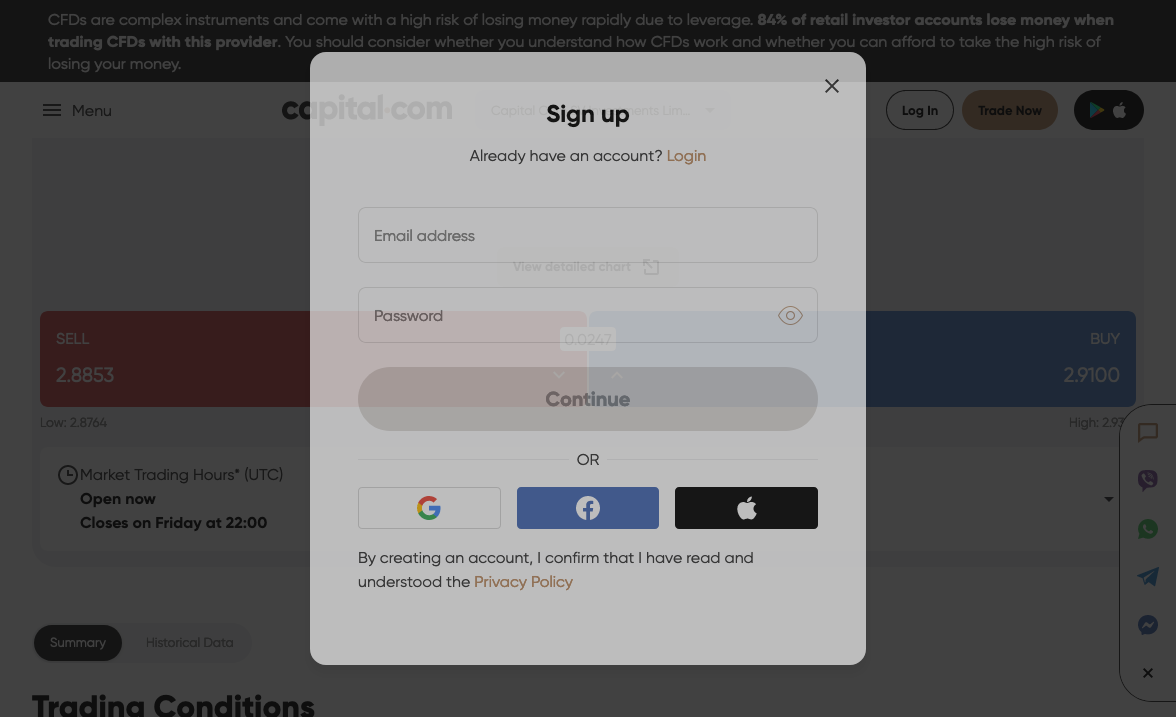 CFDs are complex instruments and come with a high risk of losing money rapidly due to leverage. 84% of retail investor accounts lose money when
trading CFDs with this provider. You should consider whether you understand how CFDs work and whether you can afford to take the high risk of
losing your money.
Menu
capital.com
Log In
Trade Now
Sign up
Already have an account? Login
Email address
View detailed chart
Password
SELL
0.0247
BUY
2.8853
2.9100
Continue
Low: 2.8764
High: 2.93
OR
Market Trading Hours* (UTC)
Open now
Closes on Friday at 22:00
By creating an account, I confirm that I have read and
understood the Privacy Policy
Summary
Historical Data
Trading Conditions